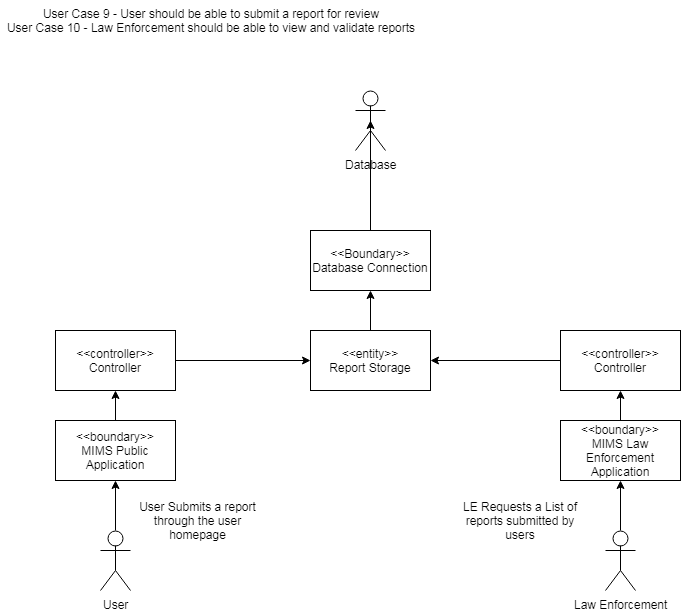 User Case 9 - User should be able to submit a report for review
User Case 10 - Law Enforcement should be able to view and validate reports
Database
<<Boundary>>
Database Connection
<<controller>>
Controller
<<entity>>
Report Storage
<<controller>>
Controller
<<boundary>>
MIMS Public
Application
<<boundary>>
MIMS Law
Enforcement
Application
User Submits a report
through the user
homepage
LE Requests a List of
reports submitted by
users
User
Law Enforcement